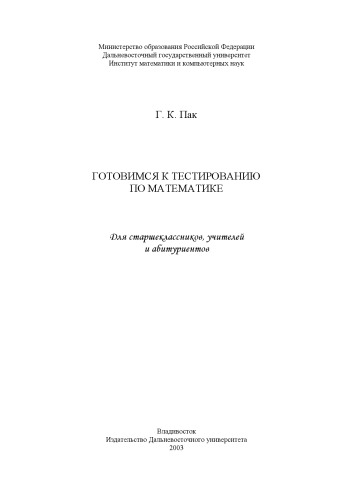 Министерство образования Российской Федерации
Дальневосточный государственный университет
Институт математики и компьютерных наук
Г. К. Пак
ГОТОВИМСЯ К ТЕСТИРОВАНИЮ
ПО МАТЕМАТИКЕ
Для старшеклассников, учителей
и абитуриентов
Владивосток
Издательство Дальневосточного университета
2003